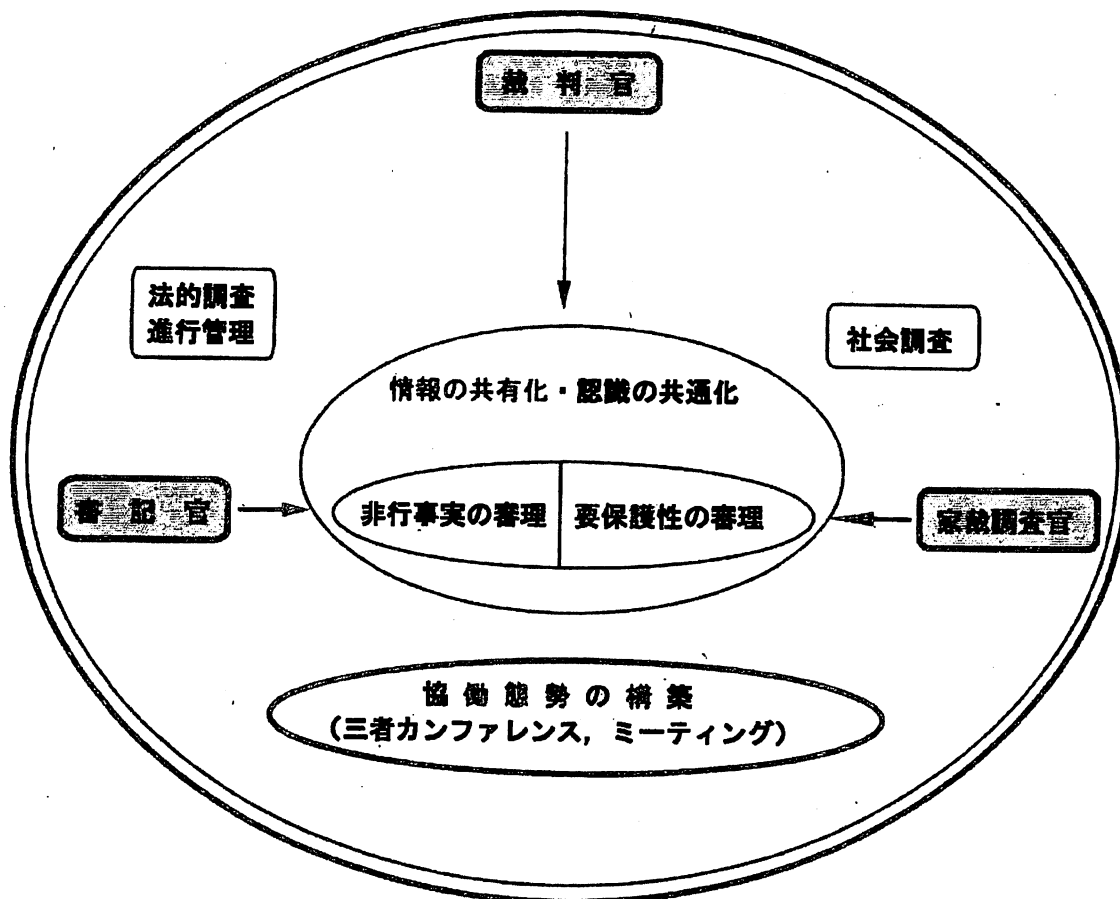 裁判官
法的調査
進行管理
社会調査
情報の共有化・認識の共通化
書記官
非行事実の審理
要保護性の審理
家裁調査官
協働態勢の構築
(三者カンファレンス，ミーティング)